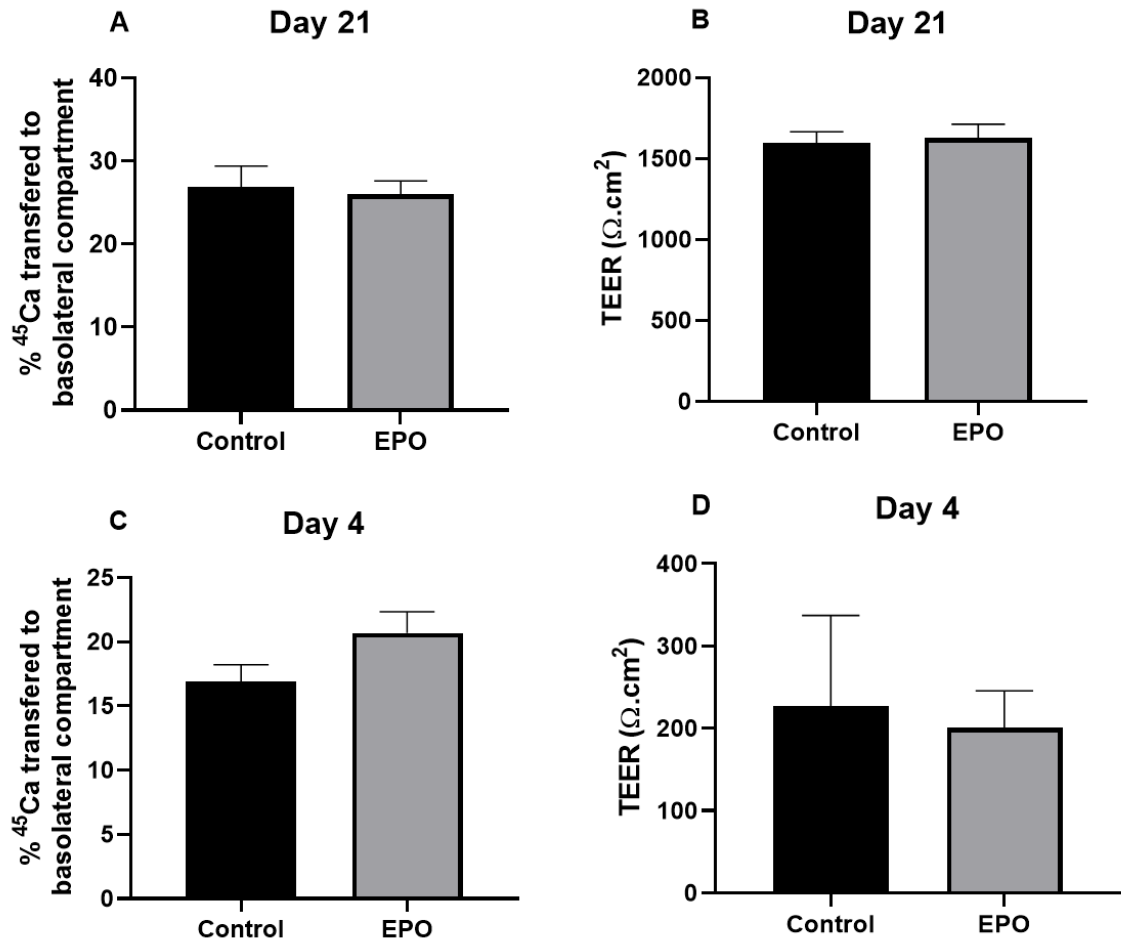 A
Day 21
% ⁴⁵Ca transfered to
basolateral compartment
40
30
20
10
0
Control
EPO
B
Day 21
TEER (Ω.cm²)
2000
1500
1000
500
0
Control
EPO
C
Day 4
% ⁴⁵Ca transfered to
basolateral compartment
25
20
15
10
5
0
Control
EPO
D
Day 4
TEER (Ω.cm²)
400
300
200
100
0
Control
EPO